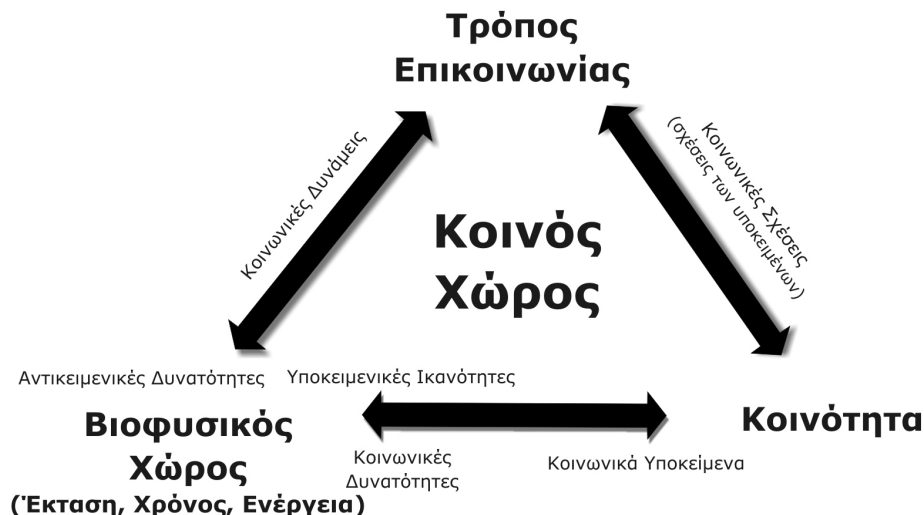 Τρόπος
Επικοινωνίας
Κοινωνικές Δυνάμεις
Κοινωνικές Σχέσεις
(σχέσεις των υποκειμένων)
Κοινός
Χώρος
Αντικειμενικές Δυνατότητες
Υποκειμενικές Ικανότητες
Βιοφυσικός
Χώρος
(Έκταση, Χρόνος, Ενέργεια)
Κοινωνικές
Δυνατότητες
Κοινωνικά Υποκείμενα
Κοινότητα